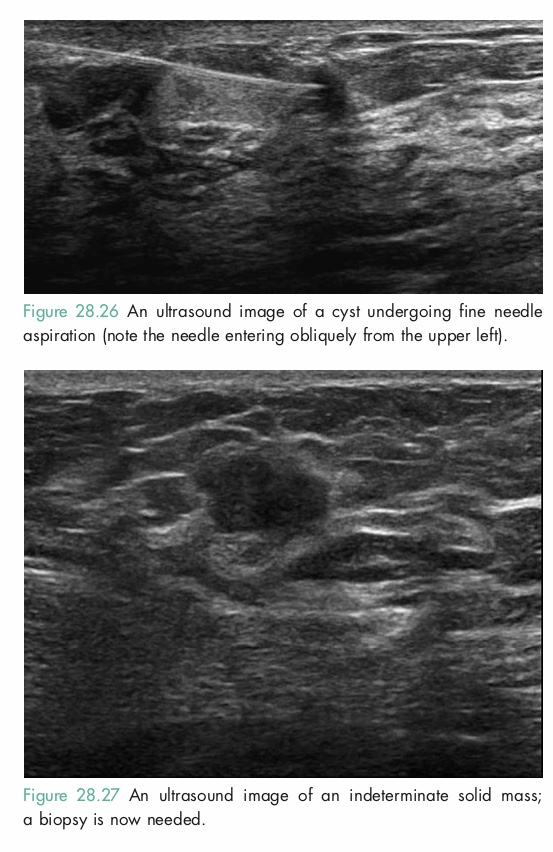 Figure 28.26 An ultrasound image of a cyst undergoing fine needle
aspiration (note the needle entering obliquely from the upper left).
Figure 28.27 An ultrasound image of an indeterminate solid mass;
a biopsy is now needed.